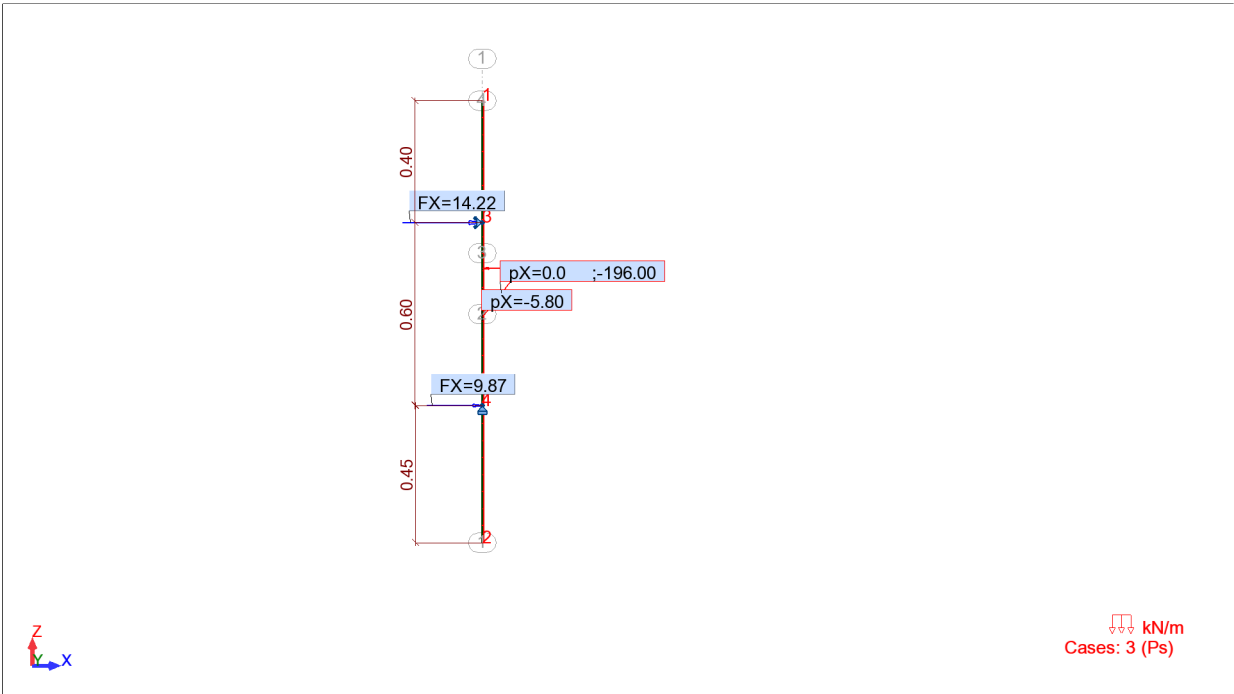 1
1
0.40
FX=14.22
3
3
pX=0.0 ;-196.00
pX=-5.80
0.60
2
FX=9.87
4
0.45
2
Z
Y X
kN/m
Cases: 3 (Ps)